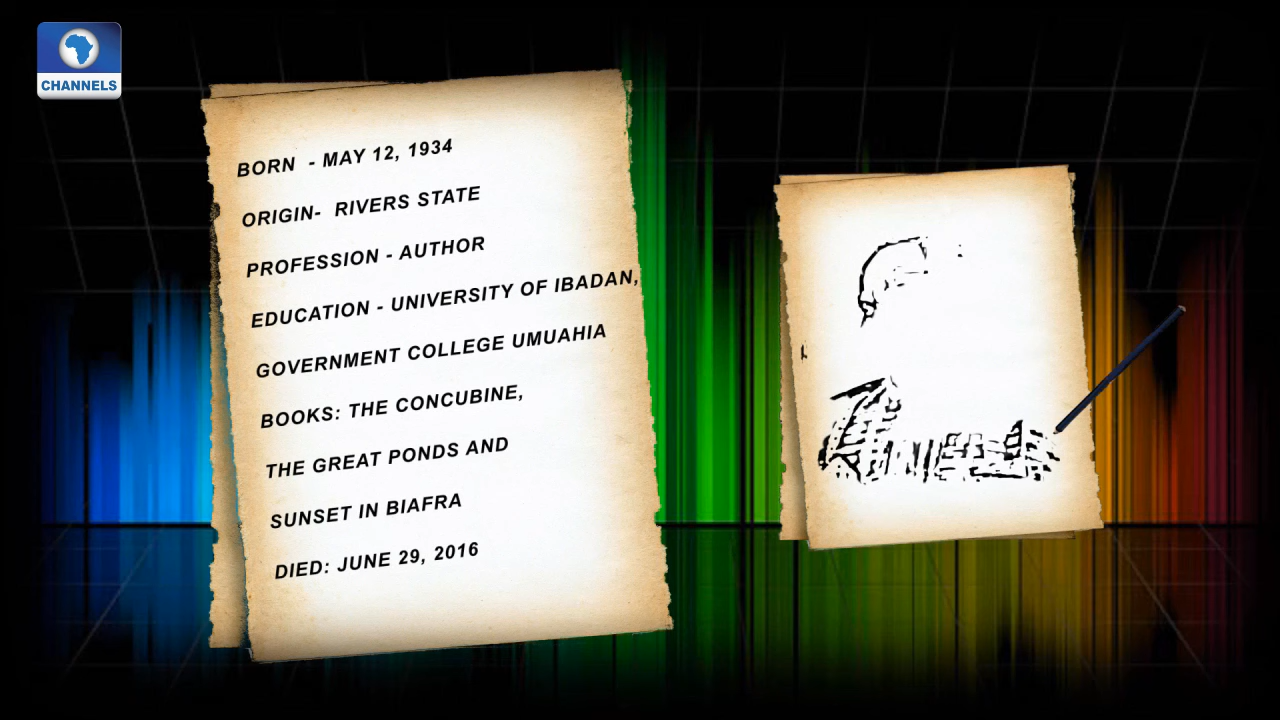 CHANNELS
BORN - MAY 12, 1934
ORIGIN- RIVERS STATE
PROFESSION - AUTHOR
EDUCATION - UNIVERSITY OF IBADAN,
GOVERNMENT COLLEGE UMUAHIA
BOOKS: THE CONCUBINE,
THE GREAT PONDS AND
SUNSET IN BIAFRA
DIED: JUNE 29, 2016